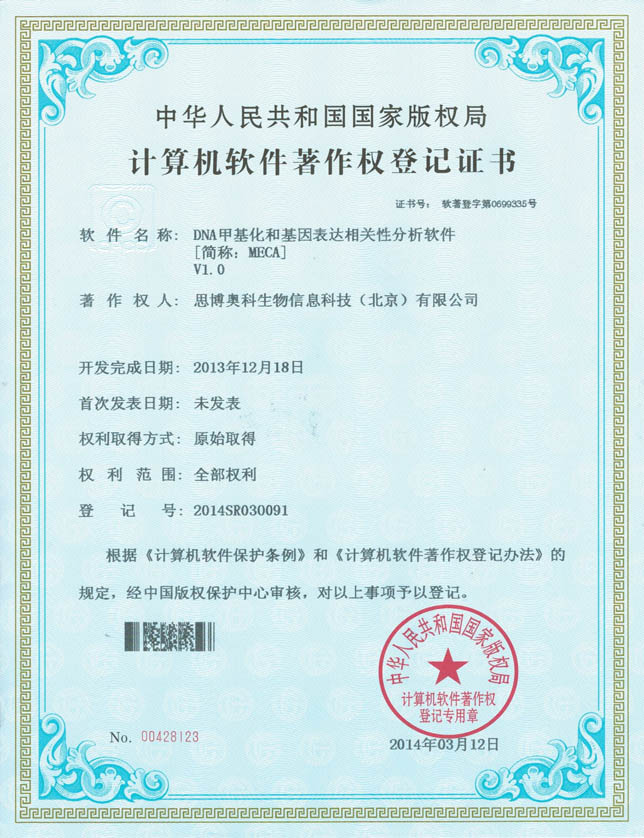 中华人民共和国国家版权局
计算机软件著作权登记证书
证书号： 软著登字第0699335号
软件名称： DNA甲基化和基因表达相关性分析软件
[简称：MECA]
V1.0
著作权人： 思博奥科生物信息科技（北京）有限公司
开发完成日期： 2013年12月18日
首次发表日期： 未发表
权利取得方式： 原始取得
权利范围： 全部权利
登记号： 2014SR030091
根据《计算机软件保护条例》和《计算机软件著作权登记办法》的
规定，经中国版权保护中心审核，对以上事项予以登记。
中华人民共和国国家版权局
计算机软件著作权
登记专用章
No. 00428123
2014年03月12日